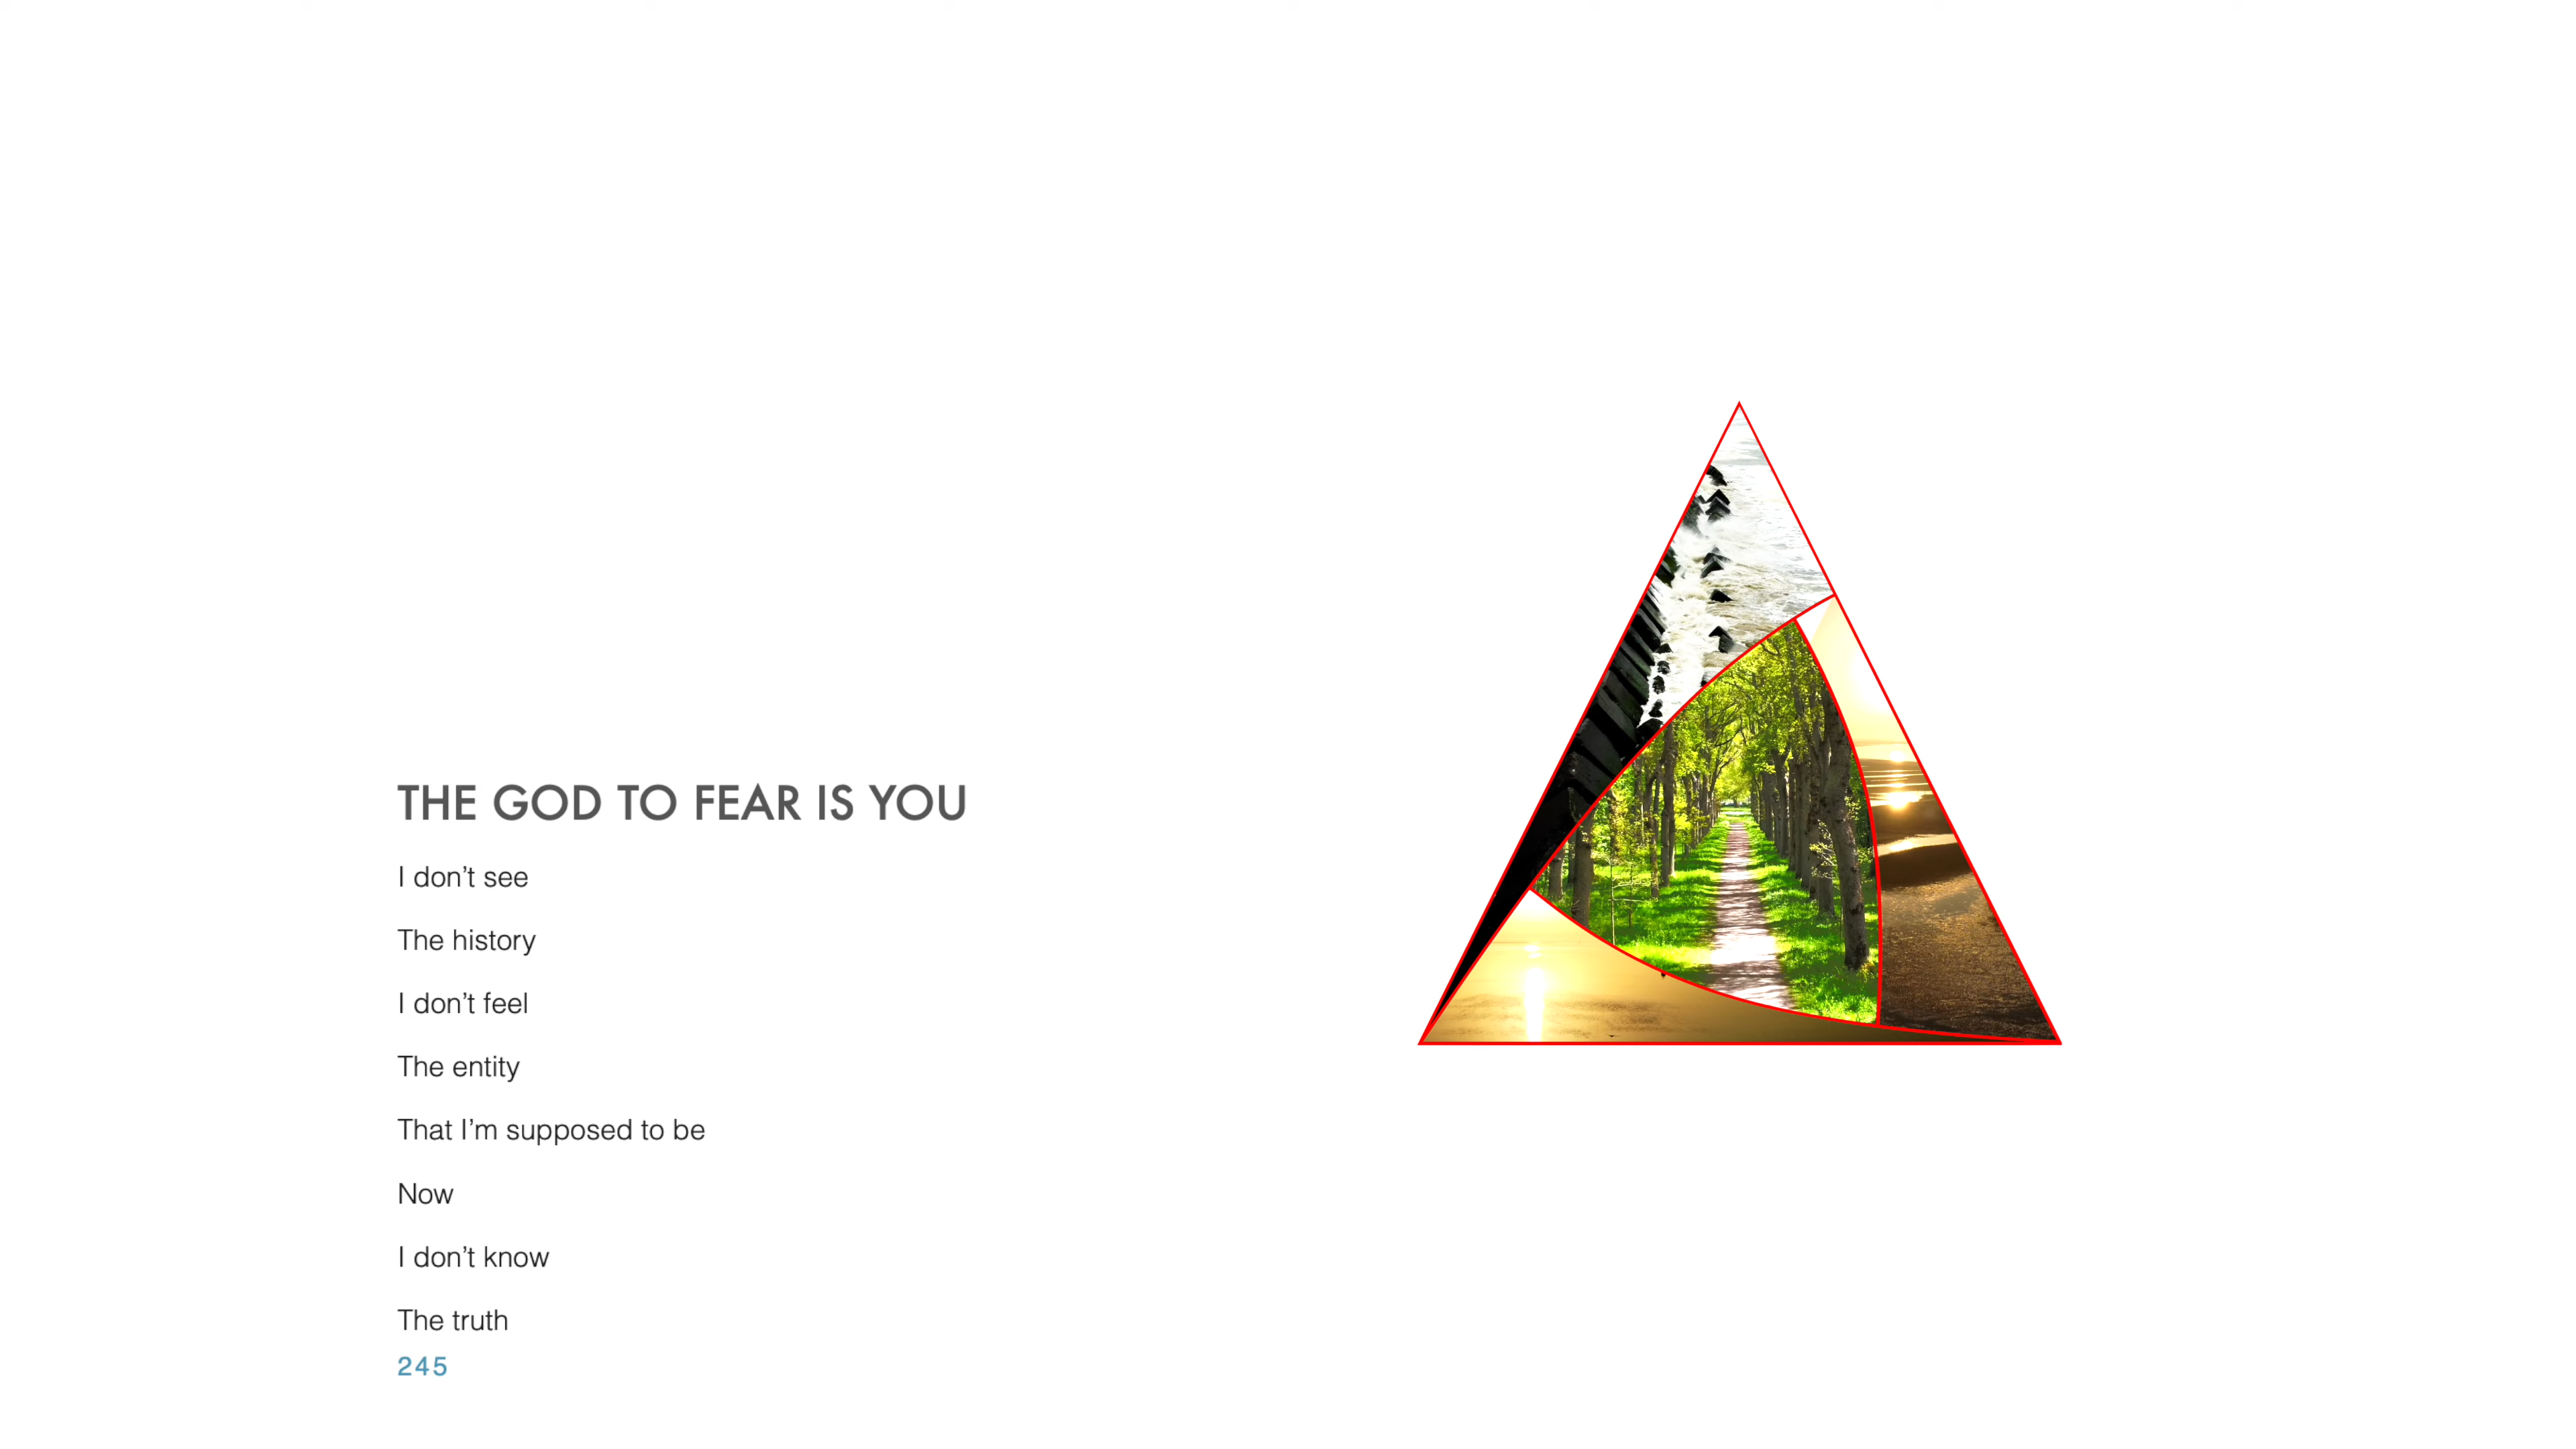 THE GOD TO FEAR IS YOU
I don’t see
The history
I don’t feel
The entity
That I’m supposed to be
Now
I don’t know
The truth
245